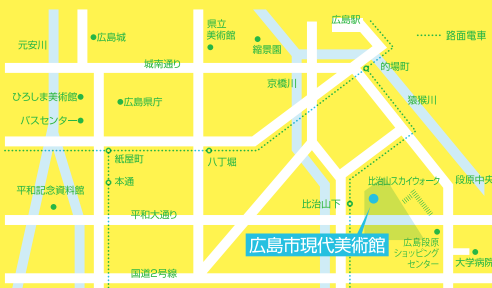 広島駅
県立
美術館
広島城
元安川
縮景園
路面電車
城南通り
的場町
京橋川
ひろしま美術館
広島県庁
猿猴川
バスセンター
紙屋町
八丁堀
本通
比治山スカイウォーク
段原中央
平和記念資料館
比治山下
平和大通り
広島市現代美術館
広島段原
ショッピング
センター
大学病院
国道2号線